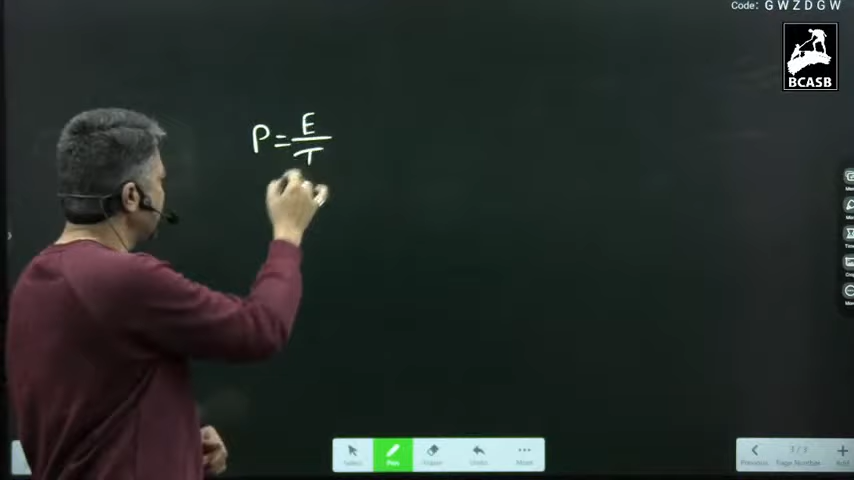 Code: G W Z D G W
BCASB
P = E/T
Select
Pen
Eraser
Undo
More
Previous
Page Number
Add